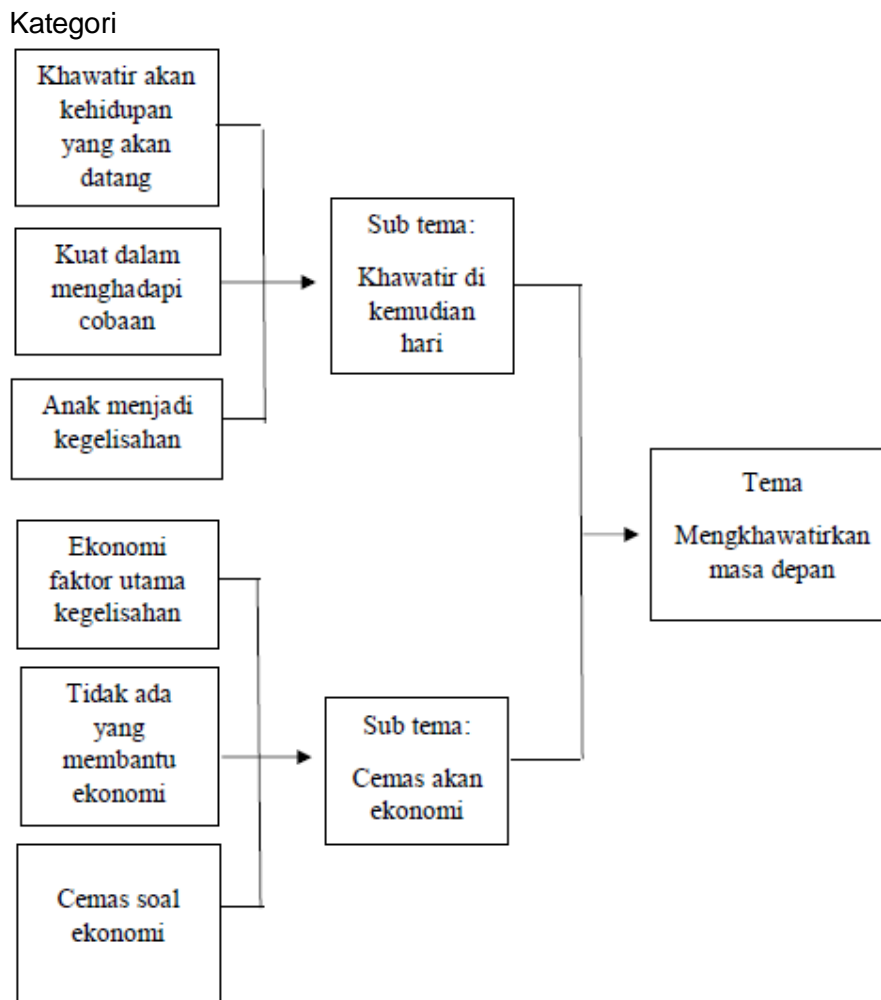 Kategori
Khawatir akan
kehidupan
yang akan
datang
Kuat dalam
menghadapi
cobaan
Anak menjadi
kegelisahan
Sub tema:
Khawatir di
kemudian
hari
Ekonomi
faktor utama
kegelisahan
Tidak ada
yang
membantu
ekonomi
Cemas soal
ekonomi
Sub tema:
Cemas akan
ekonomi
Tema
Mengkhawatirkan
masa depan